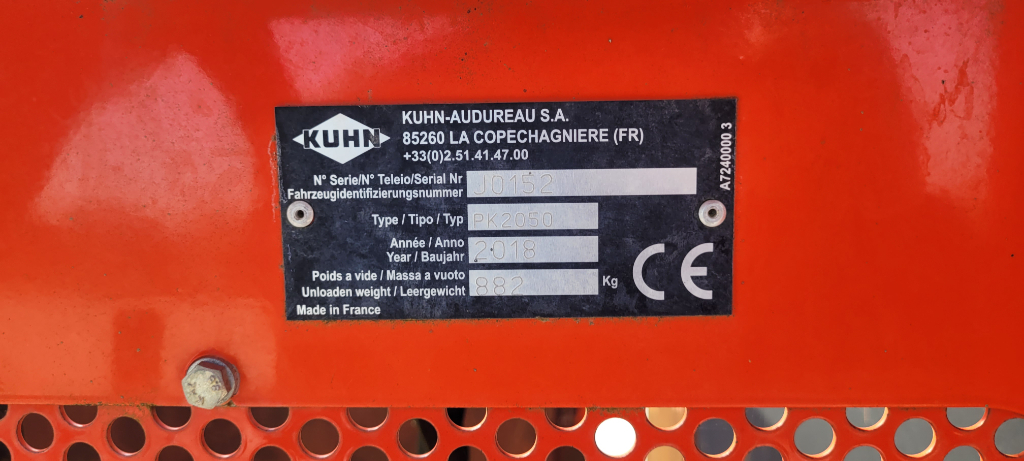 KUHN
KUHN-AUDUREAU S.A.
85260 LA COPECHAGNIERE (FR)
+33(0)2.51.41.47.00
N° Serie/N° Teleio/Serial Nr
Fahrzeugidentifizierungsnummer
J0152
Type / Tipo / Typ
PK2050
Année / Anno
Year / Baujahr
2018
Poids a vide / Massa a vuoto
Unloaden weight / Leergewicht
882
Kg
CE
Made in France
A7240000 3